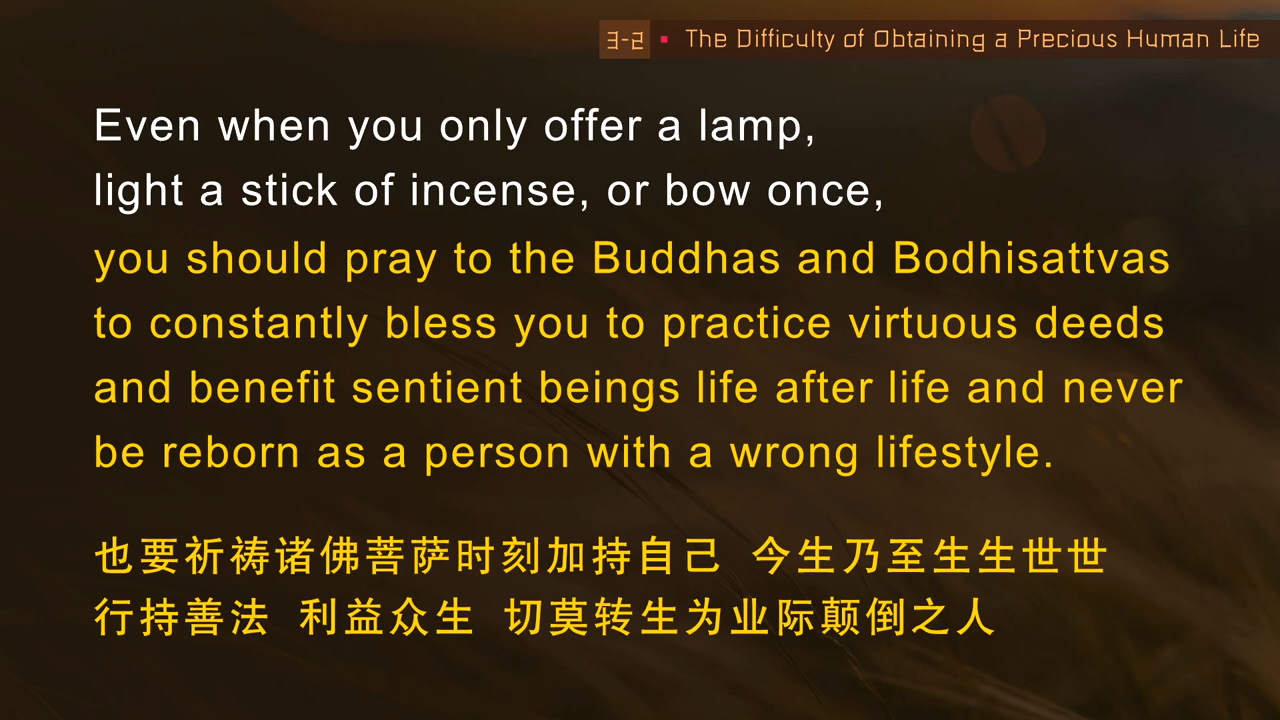 3-2 ▪ The Difficulty of Obtaining a Precious Human Life
Even when you only offer a lamp,
light a stick of incense, or bow once,
you should pray to the Buddhas and Bodhisattvas
to constantly bless you to practice virtuous deeds
and benefit sentient beings life after life and never
be reborn as a person with a wrong lifestyle.
也要祈祷诸佛菩萨时刻加持自己 今生乃至生生世世
行持善法 利益众生 切莫转生为业际颠倒之人